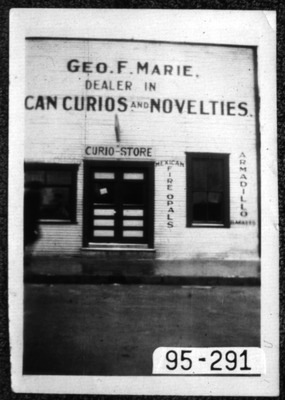 GEO. F. MARIE.
DEALER IN
CAN CURIOS AND NOVELTIES.
CURIO-STORE
MEXICAN
FIRE OPALS
ARMADILLO
BASKETS
95-291